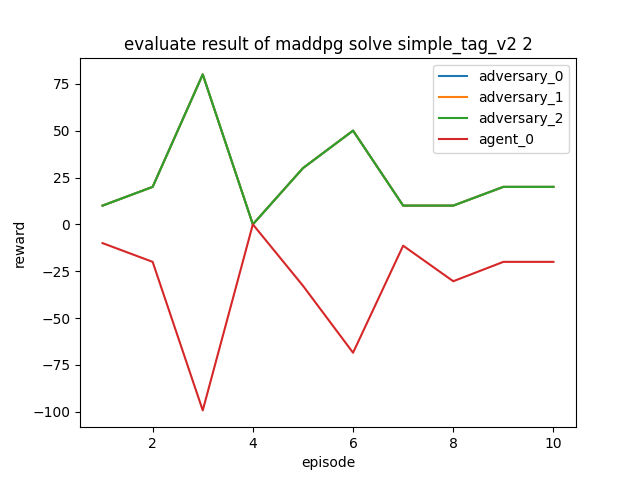 evaluate result of maddpg solve simple_tag_v2 2
adversary_0
adversary_1
adversary_2
agent_0
75
50
25
0
−25
−50
−75
−100
reward
2 4 6 8 10
episode